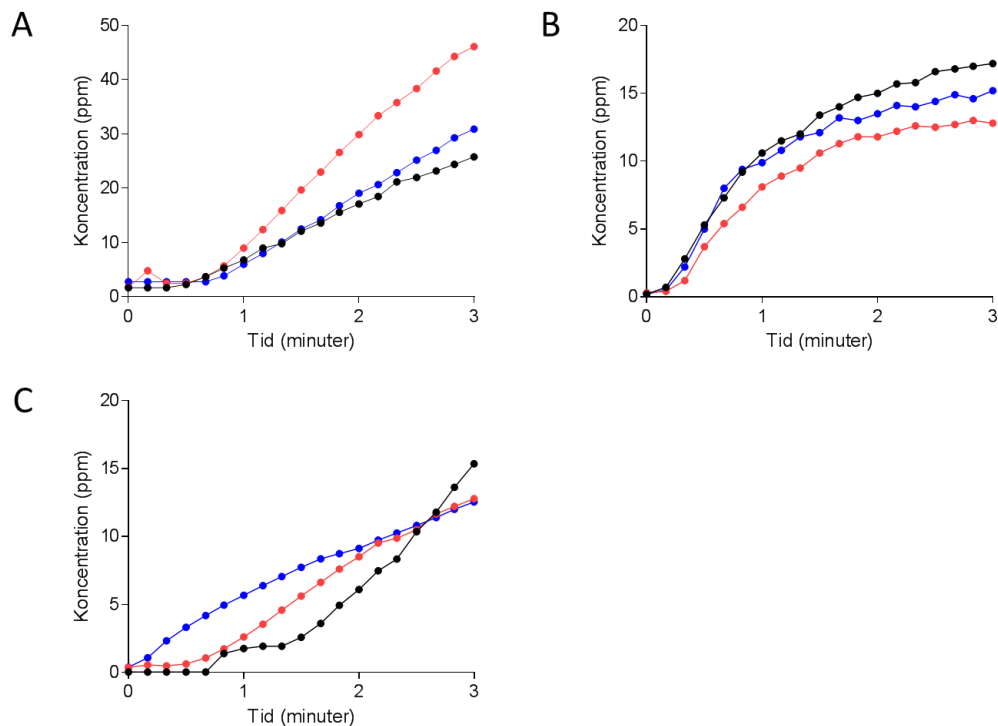 A
Koncentration (ppm)
50
40
30
20
10
0
0 1 2 3
Tid (minuter)
B
Koncentration (ppm)
20
15
10
5
0
0 1 2 3
Tid (minuter)
C
Koncentration (ppm)
20
15
10
5
0
0 1 2 3
Tid (minuter)